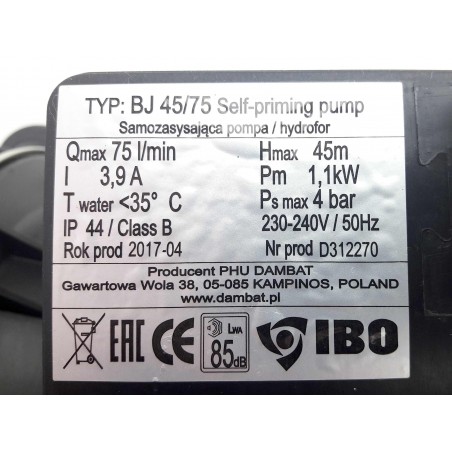 TYP: BJ 45/75 Self-priming pump
Samozasysająca pompa / hydrofor
Qmax 75 l/min Hmax 45m
I 3,9 A Pm 1,1kW
T water <35° C Ps max 4 bar
IP 44 / Class B 230-240V / 50Hz
Rok prod 2017-04 Nr prod D312270
Producent PHU DAMBAT
Gawartowa Wola 38, 05-085 KAMPINOS, POLAND
www.dambat.pl
EAC CE LWA 85dB IBO